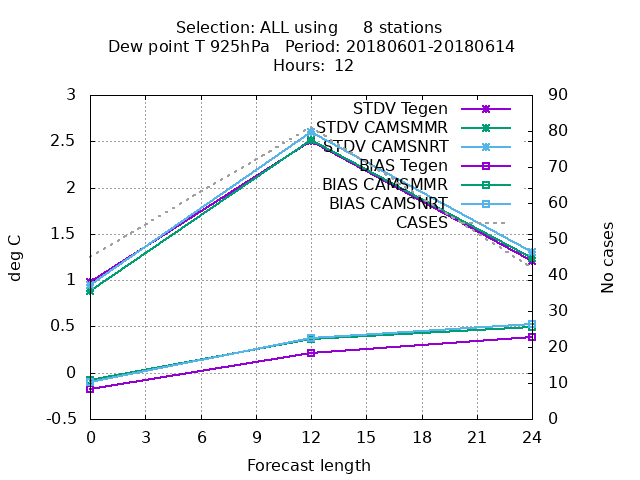 Selection: ALL using     8 stations
Dew point T 925hPa   Period: 20180601-20180614
Hours:  12
3
2.5
2
1.5
1
0.5
0
-0.5
90
80
70
60
50
40
30
20
10
0
STDV Tegen
STDV CAMSMMR
STDV CAMSNRT
BIAS Tegen
BIAS CAMSMMR
BIAS CAMSNRT
CASES
deg C
No cases
0 3 6 9 12 15 18 21 24
Forecast length